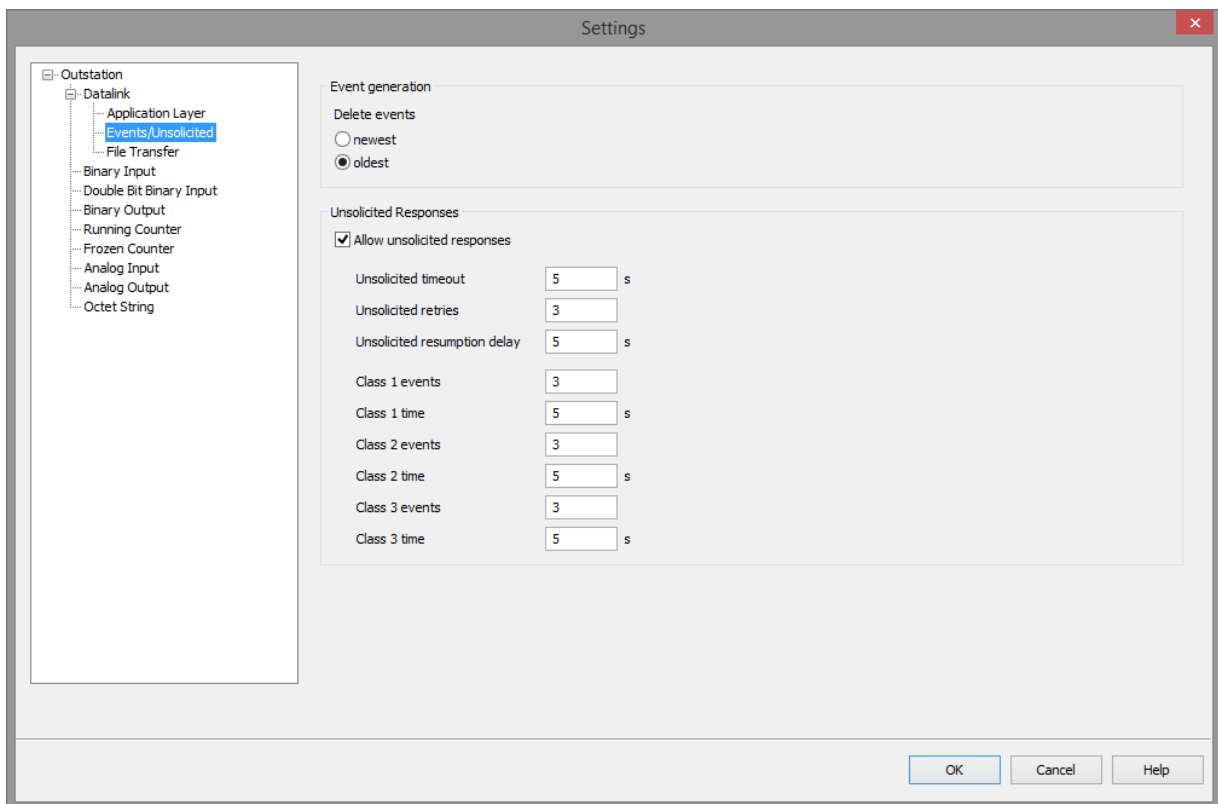 Settings
Outstation
Datalink
Application Layer
Events/Unsolicited
File Transfer
Binary Input
Double Bit Binary Input
Binary Output
Running Counter
Frozen Counter
Analog Input
Analog Output
Octet String
Event generation
Delete events
newest
oldest
Unsolicited Responses
Allow unsolicited responses
Unsolicited timeout 5 s
Unsolicited retries 3
Unsolicited resumption delay 5 s
Class 1 events 3
Class 1 time 5 s
Class 2 events 3
Class 2 time 5 s
Class 3 events 3
Class 3 time 5 s
OK Cancel Help